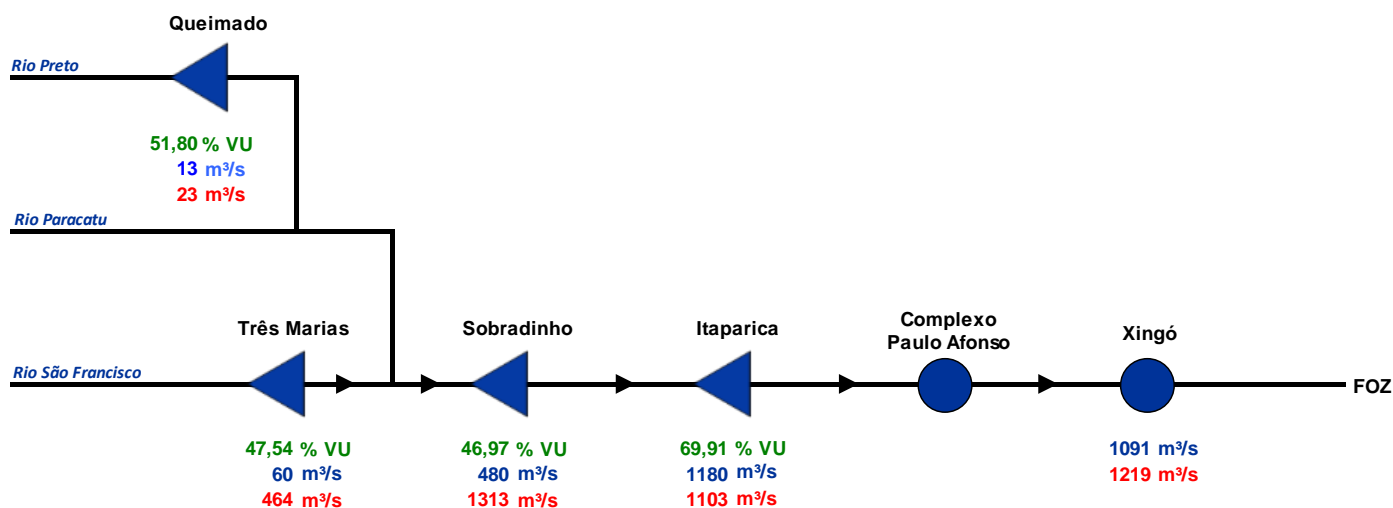 Queimado
Rio Preto
51,80 % VU
13 m³/s
23 m³/s
Rio Paracatu
Três Marias
Sobradinho
Itaparica
Complexo
Paulo Afonso
Xingó
Rio São Francisco
FOZ
47,54 % VU
60 m³/s
464 m³/s
46,97 % VU
480 m³/s
1313 m³/s
69,91 % VU
1180 m³/s
1103 m³/s
1091 m³/s
1219 m³/s